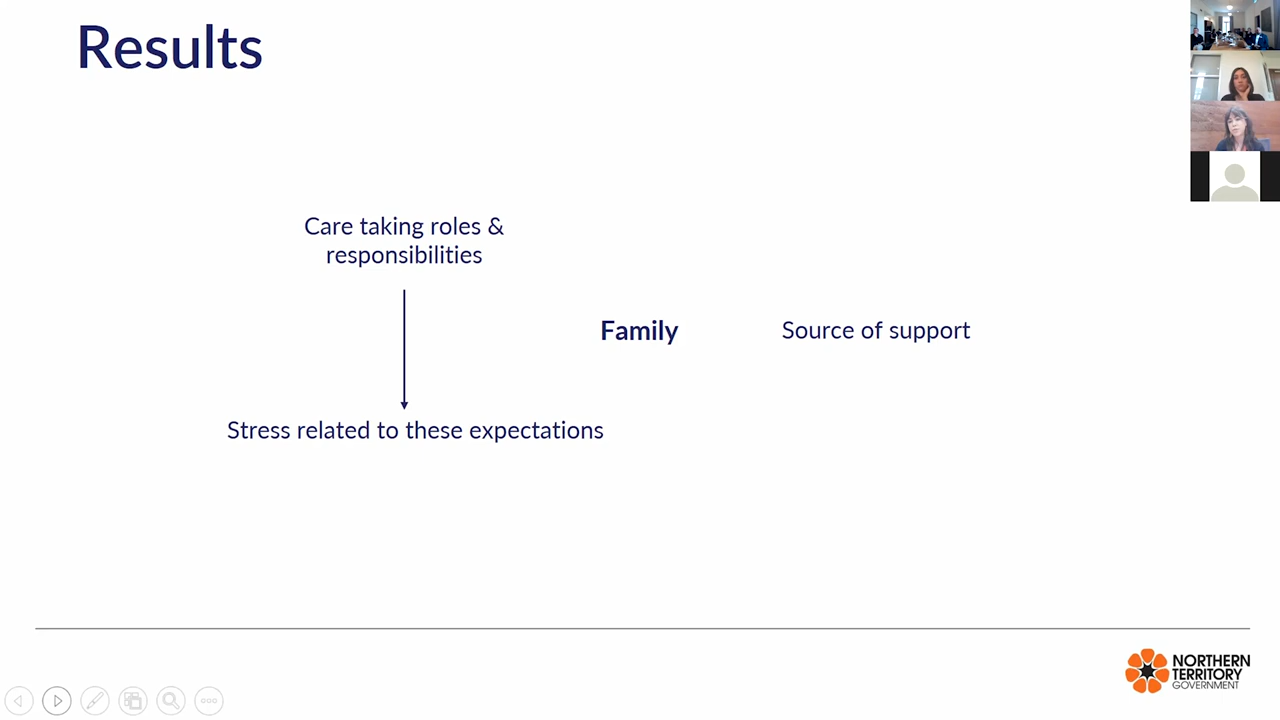 Results
Care taking roles &
responsibilities
Family
Source of support
Stress related to these expectations
NORTHERN
TERRITORY
GOVERNMENT